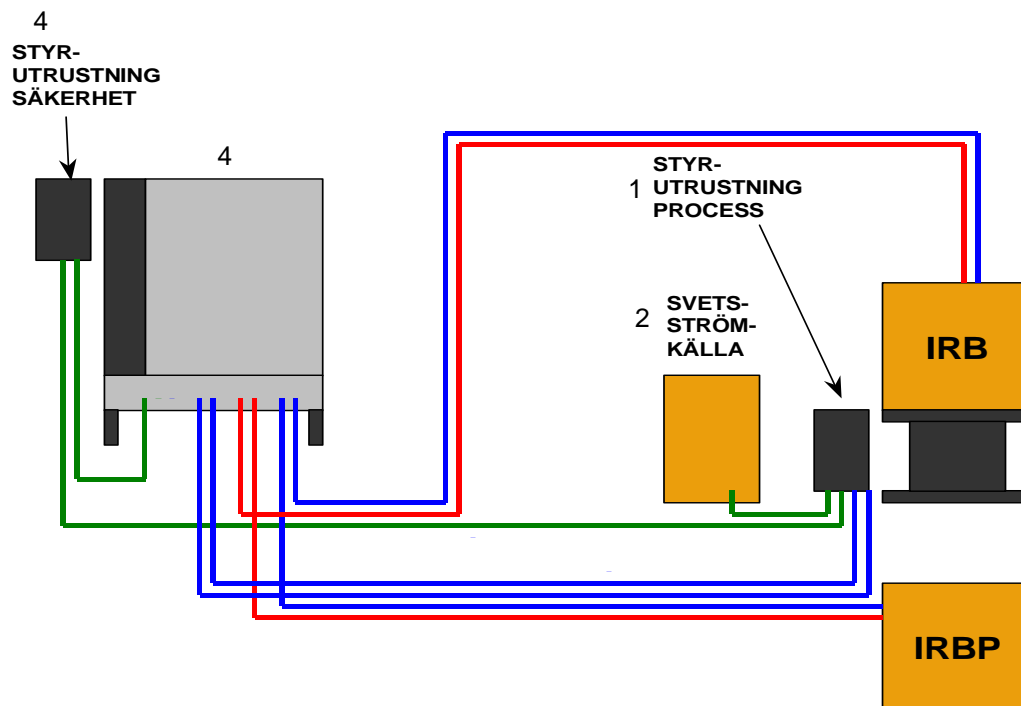 4
STYR-
UTRUSTNING
SÄKERHET
4
1
STYR-
UTRUSTNING
PROCESS
2
SVETS-
STRÖM-
KÄLLA
IRB
IRBP